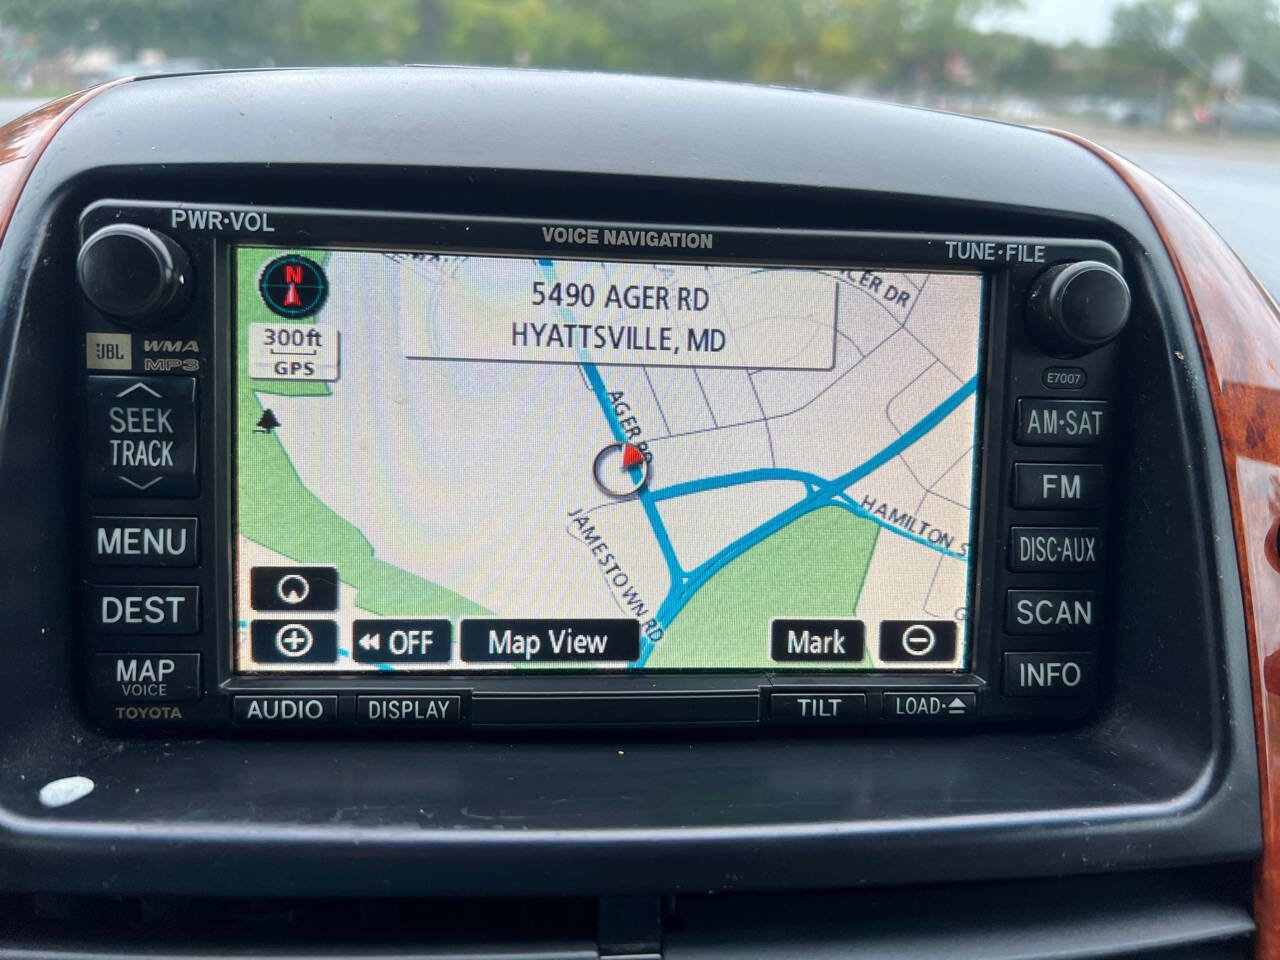 PWR·VOL
VOICE NAVIGATION
TUNE·FILE
JBL
WMA
MP3
SEEK
TRACK
MENU
DEST
MAP
VOICE
TOYOTA
N
300ft
GPS
5490 AGER RD
HYATTSVILLE, MD
CER DR
AGER RD
JAMESTOWN RD
HAMILTON S
G
OFF
Map View
Mark
E7007
AM·SAT
FM
DISC·AUX
SCAN
INFO
AUDIO
DISPLAY
TILT
LOAD·